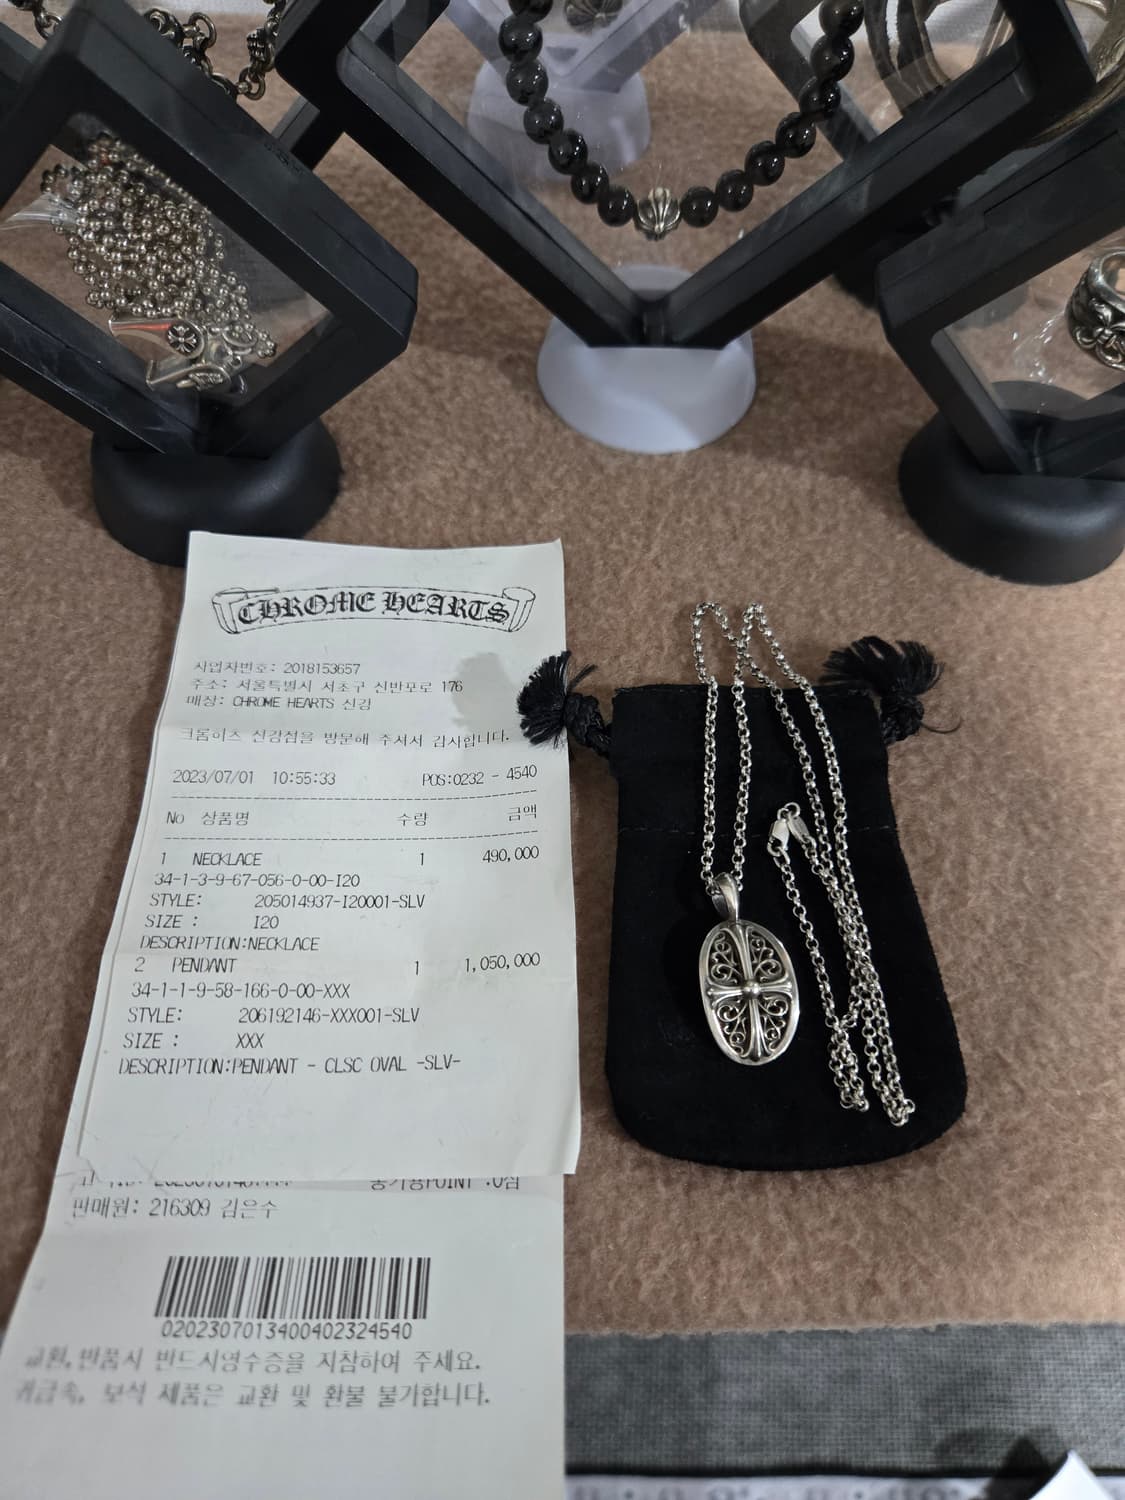 CHROME HEARTS
사업자번호: 2018153657
주소: 서울특별시 서초구 신반포로 176
매장: CHROME HEARTS 신강
크롬하츠 신강점을 방문해 주셔서 감사합니다.
2023/07/01 10:55:33 POS:0232 - 4540
No 상품명 수량 금액
1 NECKLACE 1 490,000
34-1-3-9-67-056-0-00-I20
STYLE: 205014937-I20001-SLV
SIZE : I20
DESCRIPTION:NECKLACE
2 PENDANT 1 1,050,000
34-1-1-9-58-166-0-00-XXX
STYLE: 206192146-XXX001-SLV
SIZE : XXX
DESCRIPTION:PENDANT - CLSC OVAL -SLV-
판매원: 216309 김은수
0202307013400402324540
교환,반품시 반드시영수증을 지참하여 주세요.
귀금속, 보석 제품은 교환 및 환불 불가합니다.